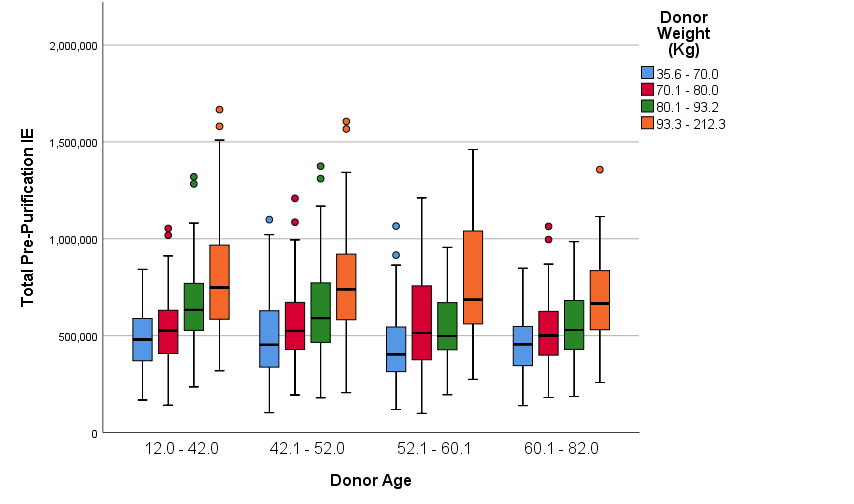 Donor
Weight
(Kg)
35.6 - 70.0
70.1 - 80.0
80.1 - 93.2
93.3 - 212.3
Total Pre-Purification IE
2,000,000
1,500,000
1,000,000
500,000
0
12.0 - 42.0
42.1 - 52.0
52.1 - 60.1
60.1 - 82.0
Donor Age